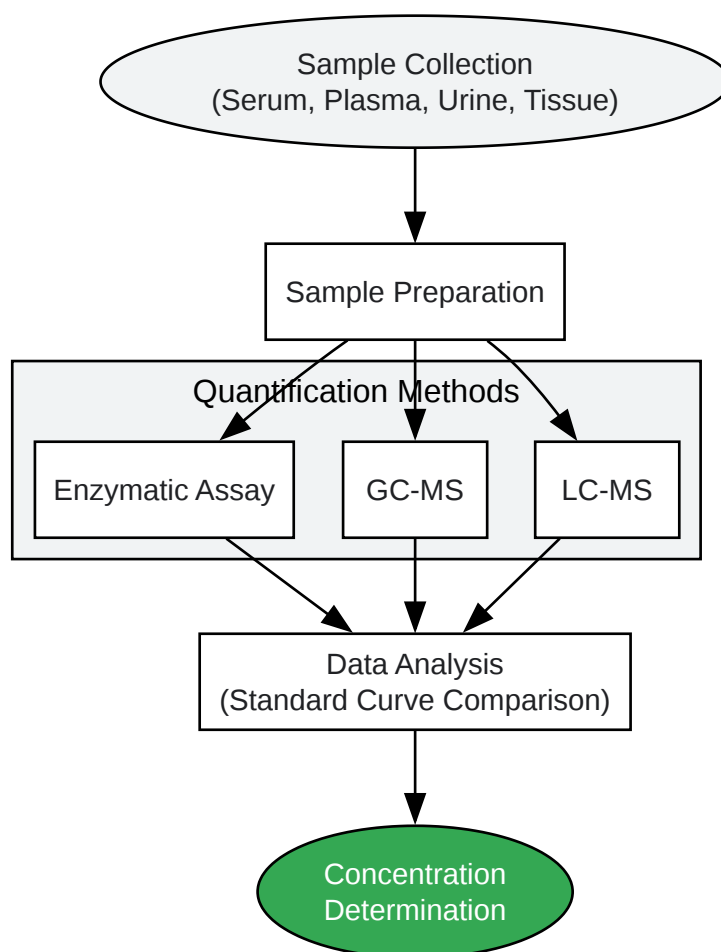 Sample Collection
(Serum, Plasma, Urine, Tissue)
Sample Preparation
Quantification Methods
Enzymatic Assay
GC-MS
LC-MS
Data Analysis
(Standard Curve Comparison)
Concentration
Determination